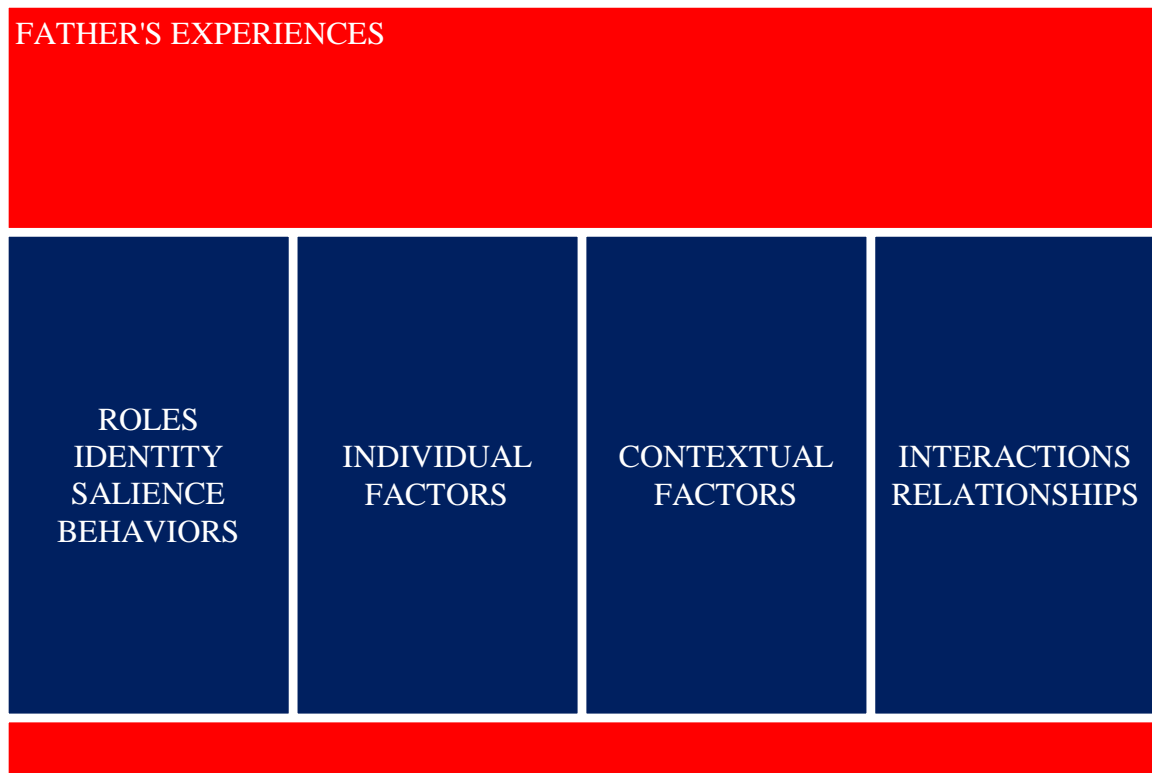 FATHER'S EXPERIENCES
ROLES
IDENTITY
SALIENCE
BEHAVIORS
INDIVIDUAL
FACTORS
CONTEXTUAL
FACTORS
INTERACTIONS
RELATIONSHIPS